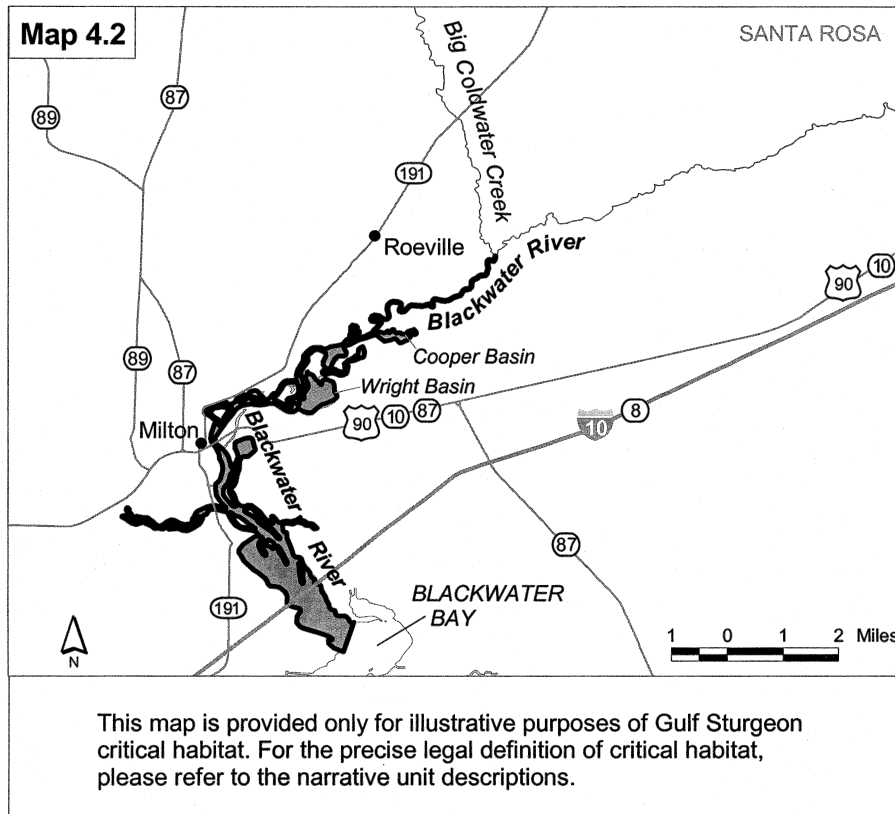 Map 4.2
SANTA ROSA
Big Coldwater Creek
87
89
191
Roeville
Blackwater River
90
10
Cooper Basin
Wright Basin
89
87
90
10
87
10
8
Milton
Blackwater River
87
191
BLACKWATER
BAY
N
1 0 1 2 Miles
This map is provided only for illustrative purposes of Gulf Sturgeon
critical habitat. For the precise legal definition of critical habitat,
please refer to the narrative unit descriptions.